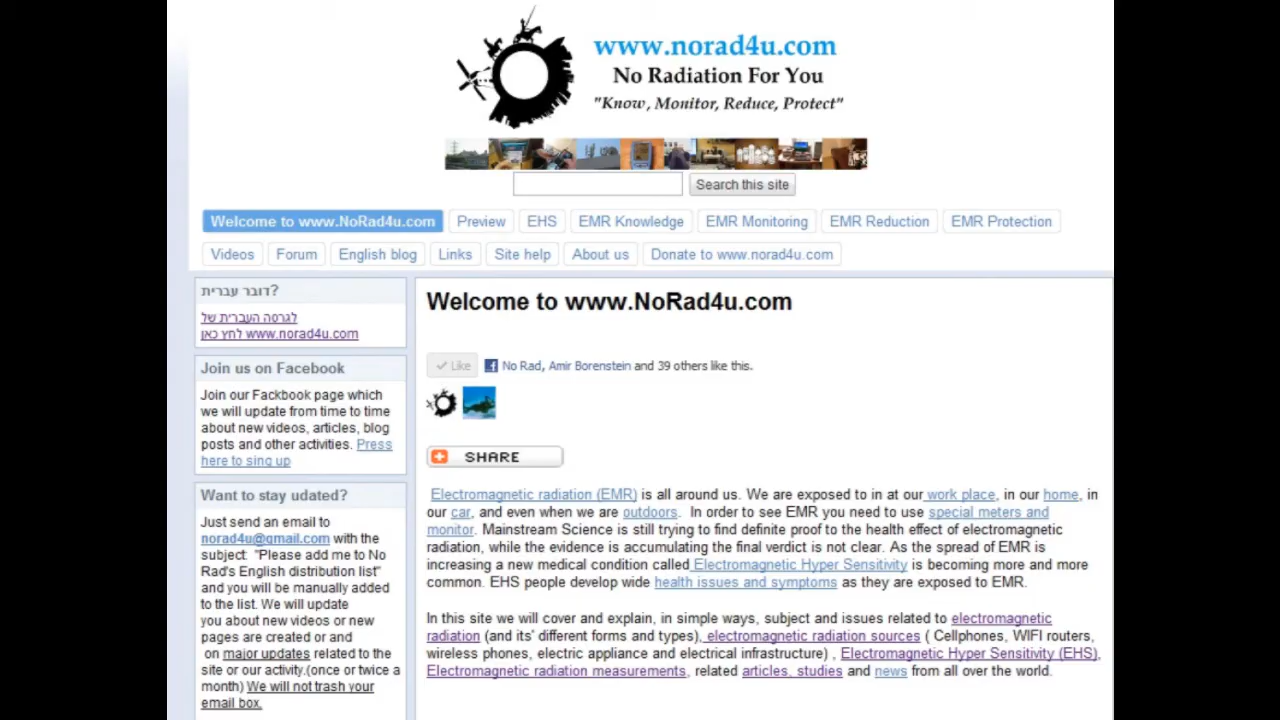 www.norad4u.com
No Radiation For You
"Know, Monitor, Reduce, Protect"
Search this site
Welcome to www.NoRad4u.com
Preview
EHS
EMR Knowledge
EMR Monitoring
EMR Reduction
EMR Protection
Videos
Forum
English blog
Links
Site help
About us
Donate to www.norad4u.com
דובר עברית?
לגרסה העברית של
www.norad4u.com לחץ כאן
Join us on Facebook
Join our Fackbook page which
we will update from time to time
about new videos, articles, blog
posts and other activities. Press
here to sing up
Want to stay udated?
Just send an email to
norad4u@gmail.com with the
subject: "Please add me to No
Rad's English distribution list"
and you will be manually added
to the list. We will update
you about new videos or new
pages are created or and
on major updates related to the
site or our activity.(once or twice a
month) We will not trash your
email box.
Welcome to www.NoRad4u.com
Like
No Rad, Amir Borenstein and 39 others like this.
SHARE
Electromagnetic radiation (EMR) is all around us. We are exposed to in at our work place, in our home, in
our car, and even when we are outdoors. In order to see EMR you need to use special meters and
monitor. Mainstream Science is still trying to find definite proof to the health effect of electromagnetic
radiation, while the evidence is accumulating the final verdict is not clear. As the spread of EMR is
increasing a new medical condition called Electromagnetic Hyper Sensitivity is becoming more and more
common. EHS people develop wide health issues and symptoms as they are exposed to EMR.
In this site we will cover and explain, in simple ways, subject and issues related to electromagnetic
radiation (and its' different forms and types), electromagnetic radiation sources ( Cellphones, WIFI routers,
wireless phones, electric appliance and electrical infrastructure) , Electromagnetic Hyper Sensitivity (EHS),
Electromagnetic radiation measurements, related articles, studies and news from all over the world.